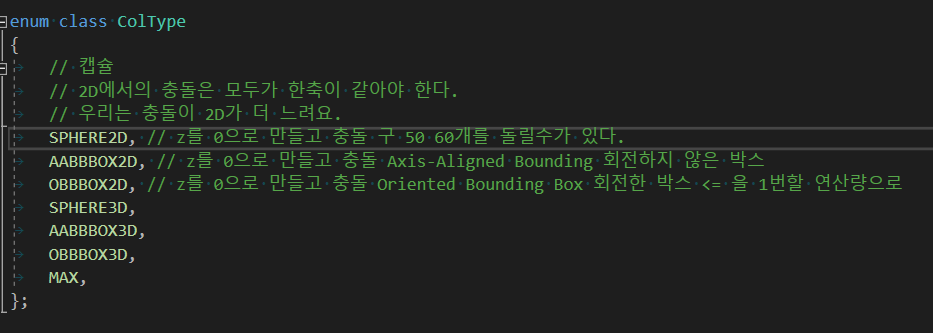 enum class ColType
{
// 캡슐
// 2D에서의 충돌은 모두가 한축이 같아야 한다.
// 우리는 충돌이 2D가 더 느려요.
SPHERE2D, // z를 0으로 만들고 충돌 구 50 60개를 돌릴수가 있다.
AABBBOX2D, // z를 0으로 만들고 충돌 Axis-Aligned Bounding 회전하지 않은 박스
OBBBOX2D, // z를 0으로 만들고 충돌 Oriented Bounding Box 회전한 박스 <= 을 1번할 연산량으로
SPHERE3D,
AABBBOX3D,
OBBBOX3D,
MAX,
};